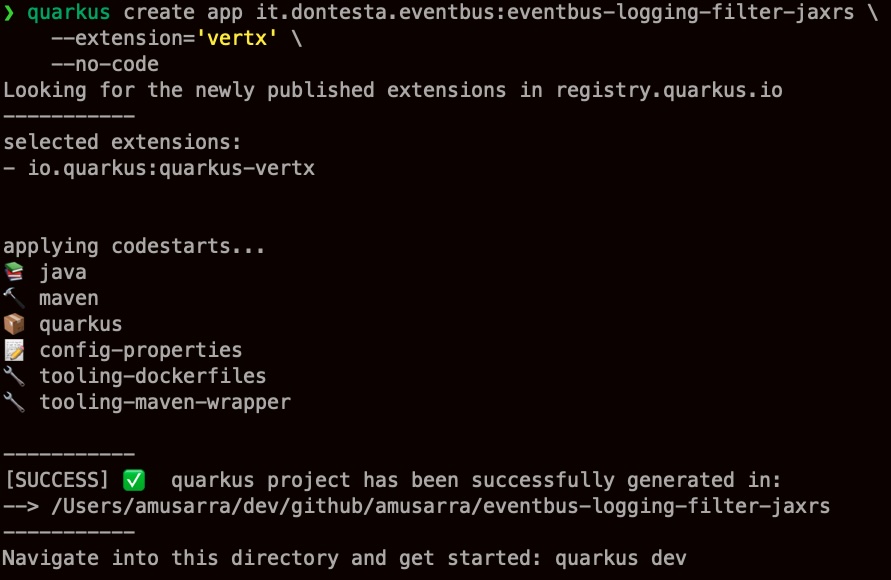 ❯ quarkus create app it.dontesta.eventbus:eventbus-logging-filter-jaxrs \
    --extension='vertx' \
    --no-code
Looking for the newly published extensions in registry.quarkus.io
-----------
selected extensions:
- io.quarkus:quarkus-vertx
applying codestarts...
📚 java
🔨 maven
📦 quarkus
📝 config-properties
🔧 tooling-dockerfiles
🔧 tooling-maven-wrapper
-----------
[SUCCESS] ✅  quarkus project has been successfully generated in:
--> /Users/amusarra/dev/github/amusarra/eventbus-logging-filter-jaxrs
-----------
Navigate into this directory and get started: quarkus dev